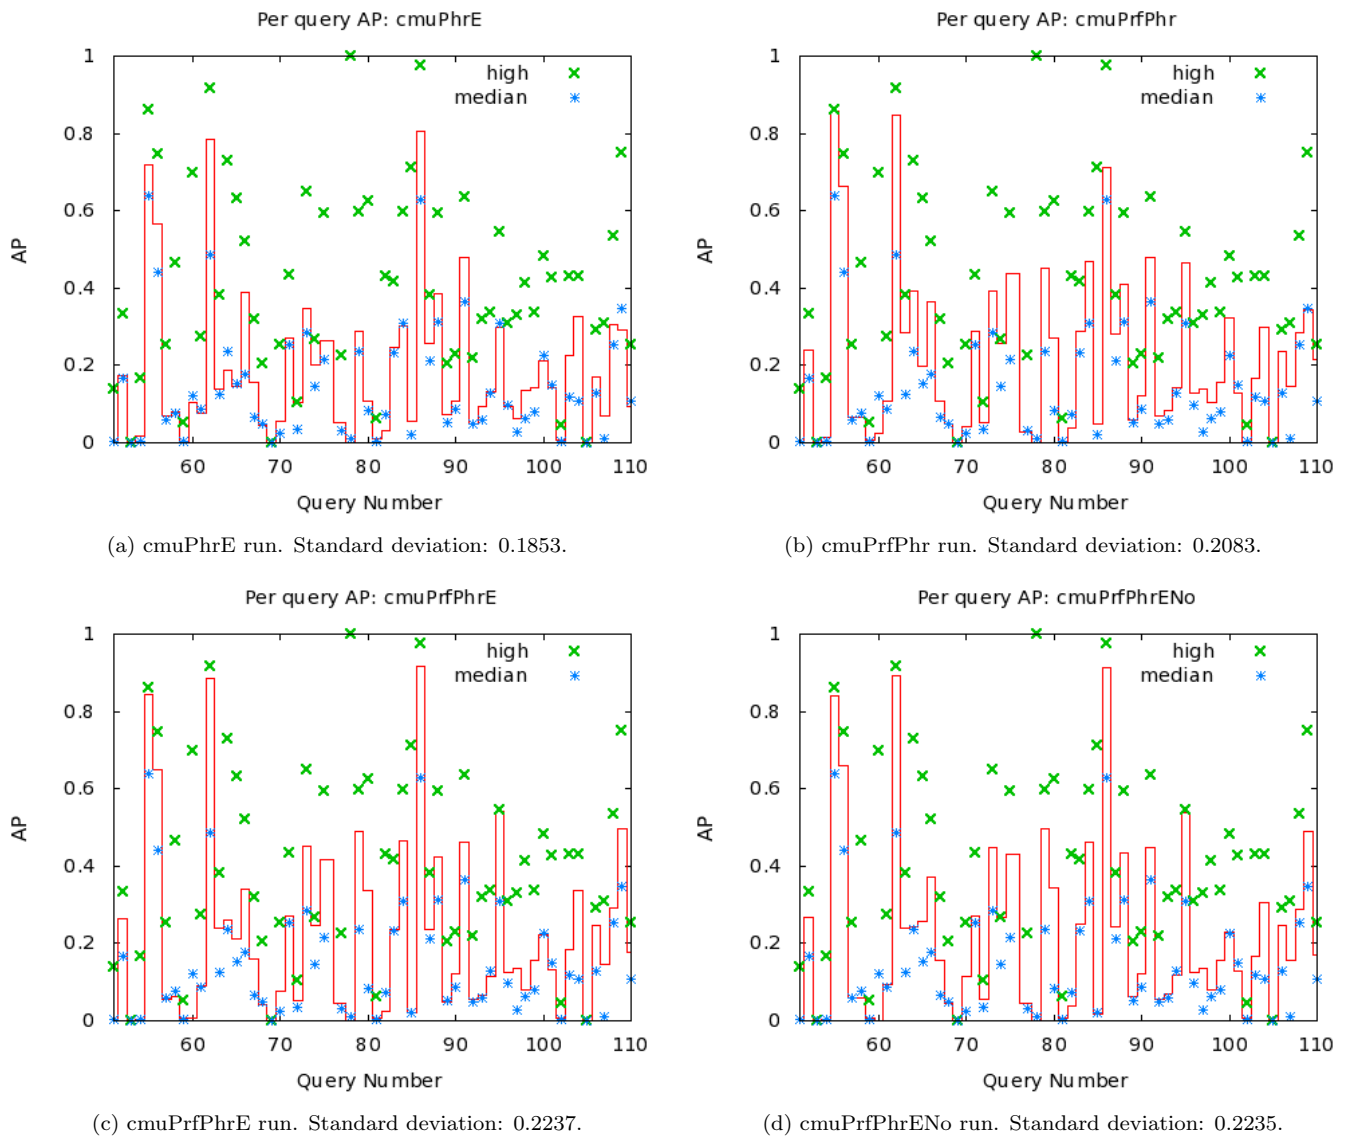 Per query AP: cmuPhrE
1
high
median
0.8
0.6
AP
0.4
0.2
0
60 70 80 90 100 110
Query Number
(a) cmuPhrE run. Standard deviation: 0.1853.
Per query AP: cmuPrfPhr
1
high
median
0.8
0.6
AP
0.4
0.2
0
60 70 80 90 100 110
Query Number
(b) cmuPrfPhr run. Standard deviation: 0.2083.
Per query AP: cmuPrfPhrE
1
high
median
0.8
0.6
AP
0.4
0.2
0
60 70 80 90 100 110
Query Number
(c) cmuPrfPhrE run. Standard deviation: 0.2237.
Per query AP: cmuPrfPhrENo
1
high
median
0.8
0.6
AP
0.4
0.2
0
60 70 80 90 100 110
Query Number
(d) cmuPrfPhrENo run. Standard deviation: 0.2235.